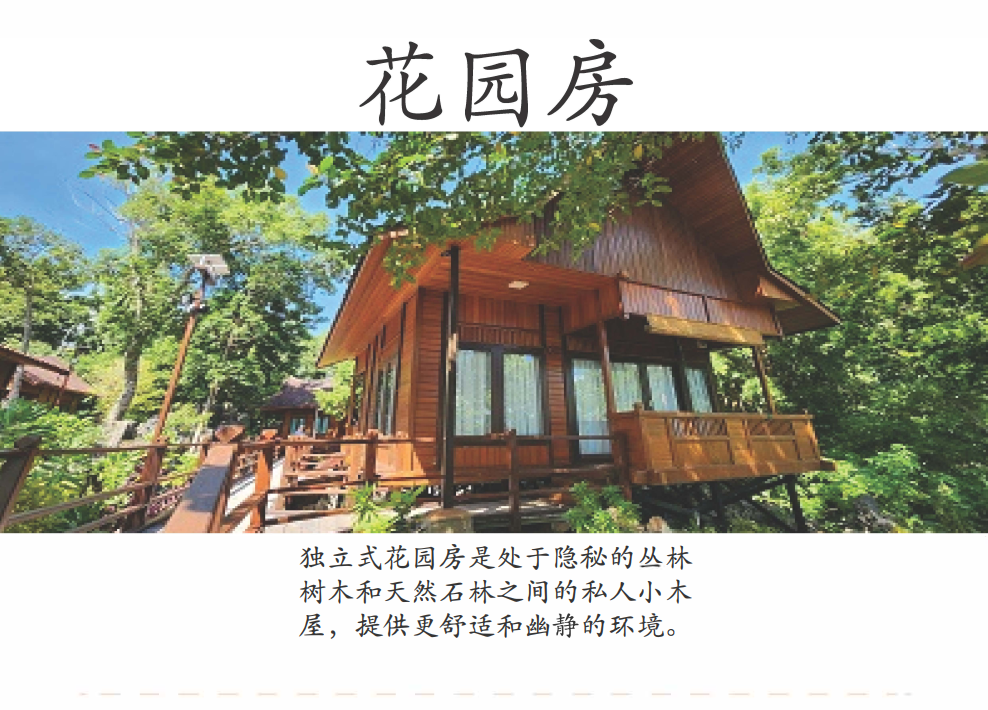 花园房
独立式花园房是处于隐秘的丛林
树木和天然石林之间的私人小木
屋，提供更舒适和幽静的环境。